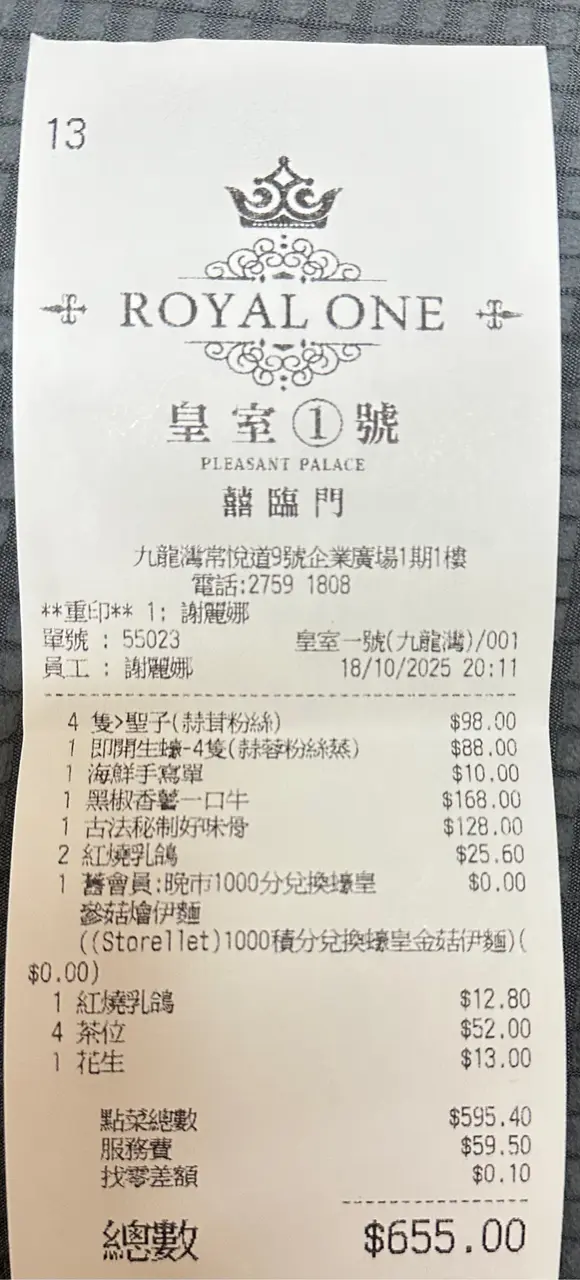 13
ROYAL ONE
皇室①號
PLEASANT PALACE
囍臨門
九龍灣常悅道9號企業廣場1期1樓
電話:2759 1808
**重印** 1: 謝麗娜
單號 : 55023 皇室一號(九龍灣)/001
員工 : 謝麗娜 18/10/2025 20:11
4 隻>聖子(蒜茸粉絲) $98.00
1 即開生蠔-4隻(蒜蓉粉絲蒸) $88.00
1 海鮮手寫單 $10.00
1 黑椒香薯一口牛 $168.00
1 古法秘制好味骨 $128.00
2 紅燒乳鴿 $25.60
1 舊會員:晚市1000分兌換蠔皇 $0.00
參菇燴伊麵
((Storellet)1000積分兌換蠔皇金菇伊麵)(
$0.00)
1 紅燒乳鴿 $12.80
4 茶位 $52.00
1 花生 $13.00
點菜總數 $595.40
服務費 $59.50
找零差額 $0.10
總數 $655.00